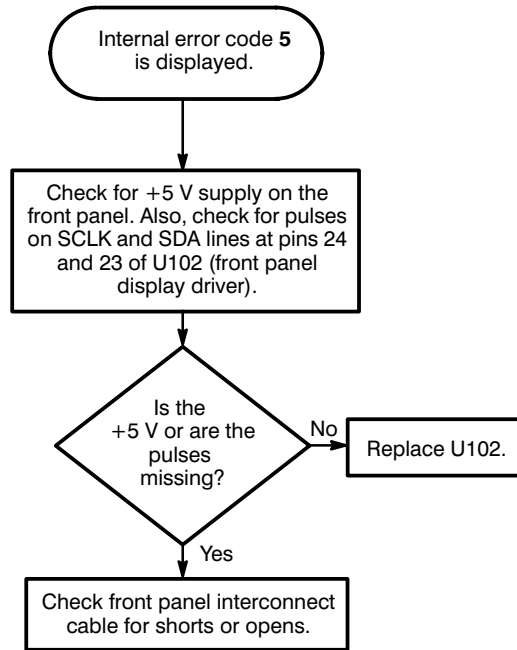 Internal error code 5
is displayed.
Check for +5 V supply on the
front panel. Also, check for pulses
on SCLK and SDA lines at pins 24
and 23 of U102 (front panel
display driver).
Is the
+5 V or are the
pulses
missing?
No
Replace U102.
Yes
Check front panel interconnect
cable for shorts or opens.